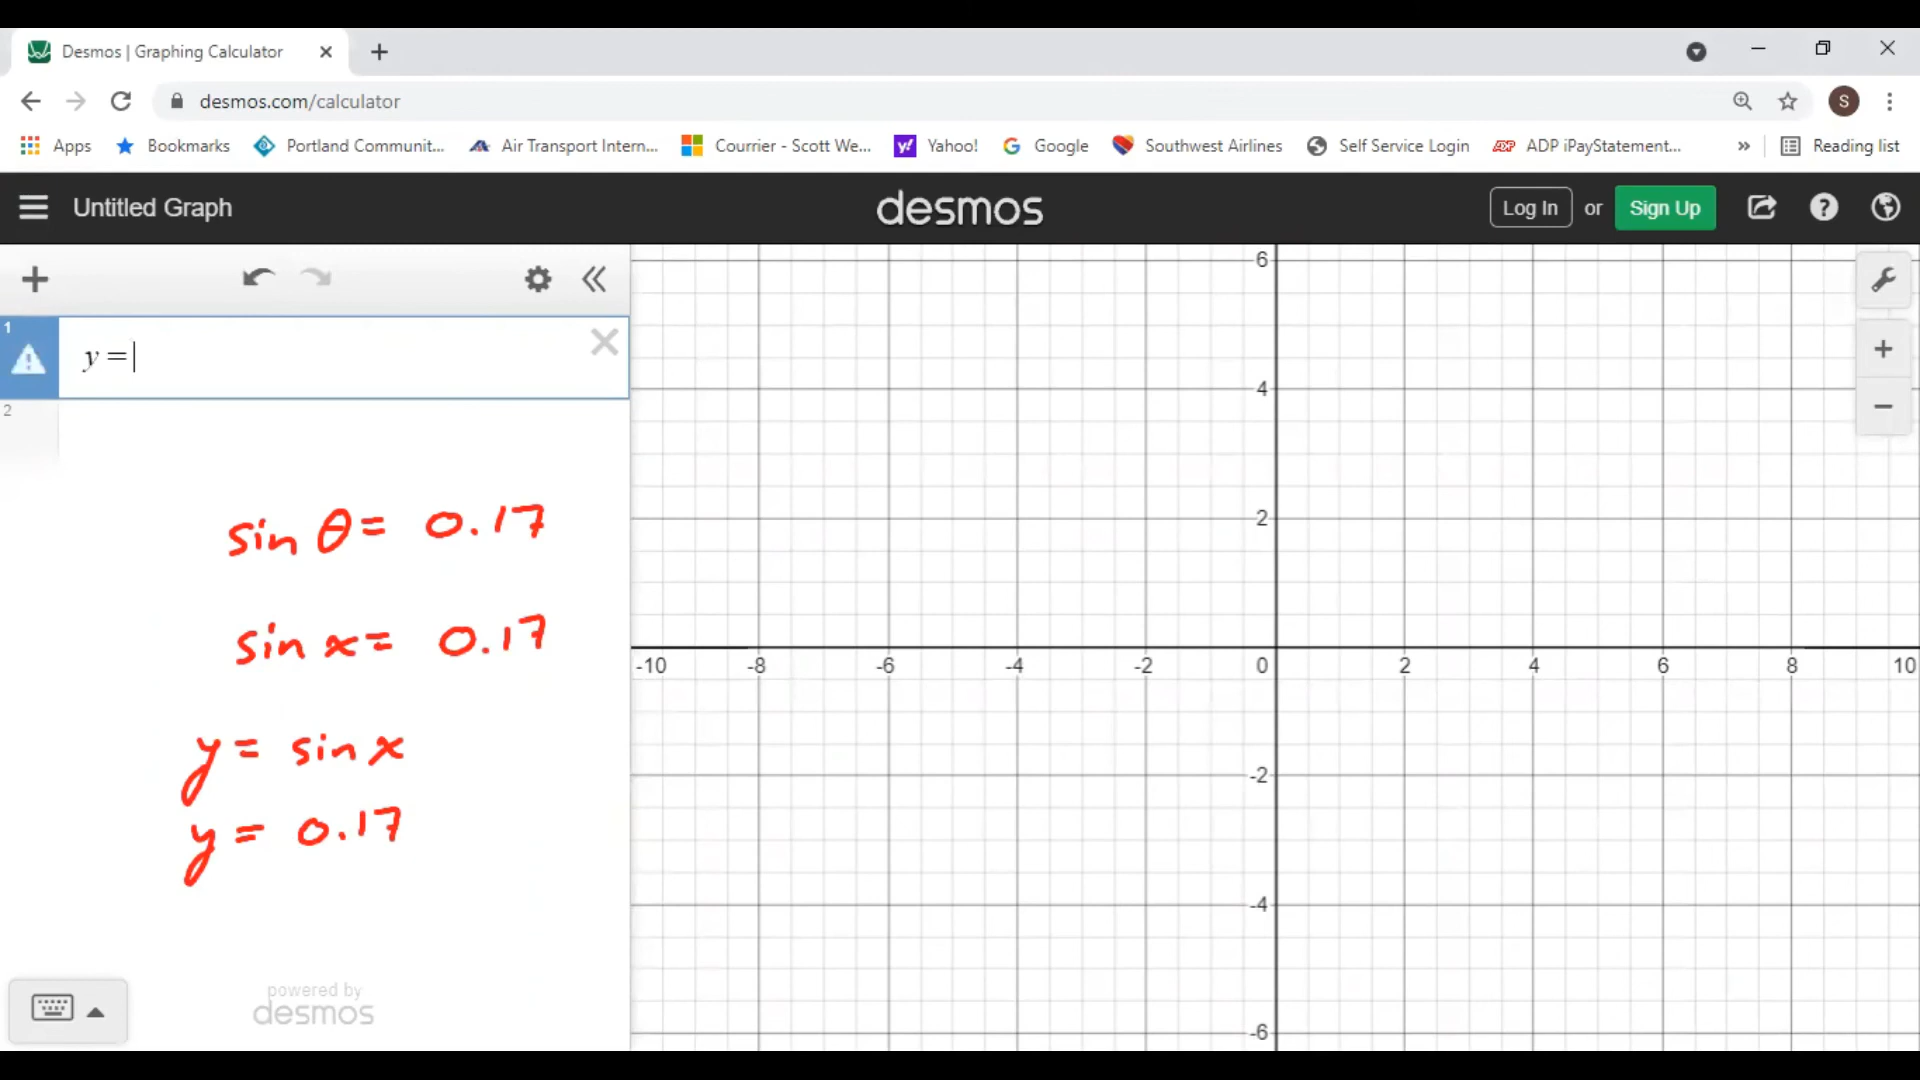 Desmos | Graphing Calculator
desmos.com/calculator
S
Apps Bookmarks Portland Communit... Air Transport Intern... Courrier - Scott We... Yahoo! Google Southwest Airlines Self Service Login ADP iPayStatement... » Reading list
Untitled Graph desmos Log In or Sign Up
1
y =
2
sin θ = 0.17
sin x = 0.17
y = sin x
y = 0.17
powered by
desmos
6
4
2
-10 -8 -6 -4 -2 0 2 4 6 8 10
-2
-4
-6